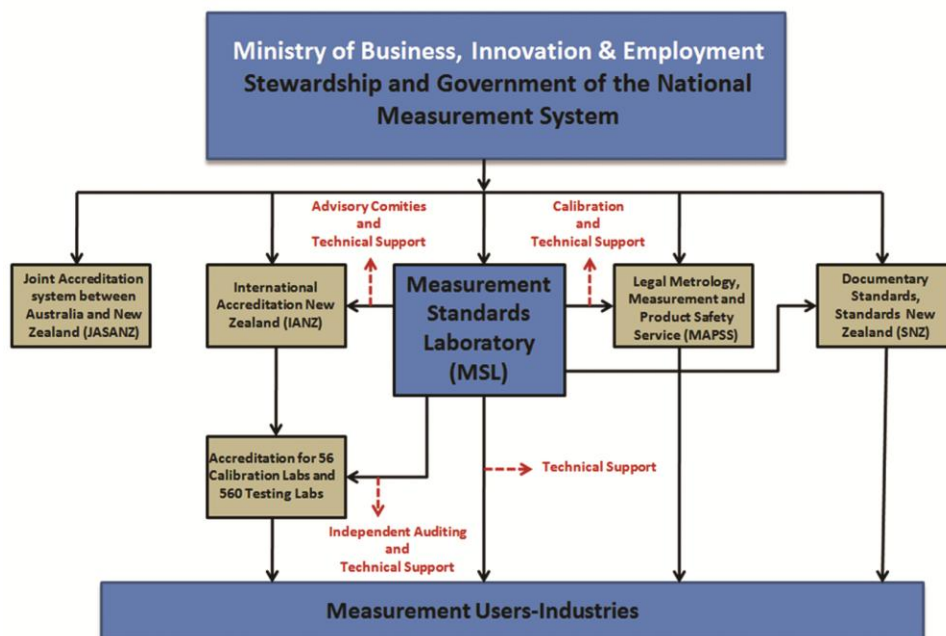 Ministry of Business, Innovation & Employment
Stewardship and Government of the National
Measurement System
Advisory Comities
and
Technical Support
Calibration
and
Technical Support
Joint Accreditation
system between
Australia and New
Zealand (JASANZ)
International
Accreditation New
Zealand (IANZ)
Measurement
Standards
Laboratory
(MSL)
Legal Metrology,
Measurement and
Product Safety
Service (MAPSS)
Documentary
Standards,
Standards New
Zealand (SNZ)
Accreditation for 56
Calibration Labs and
560 Testing Labs
Technical Support
Independent Auditing
and
Technical Support
Measurement Users-Industries